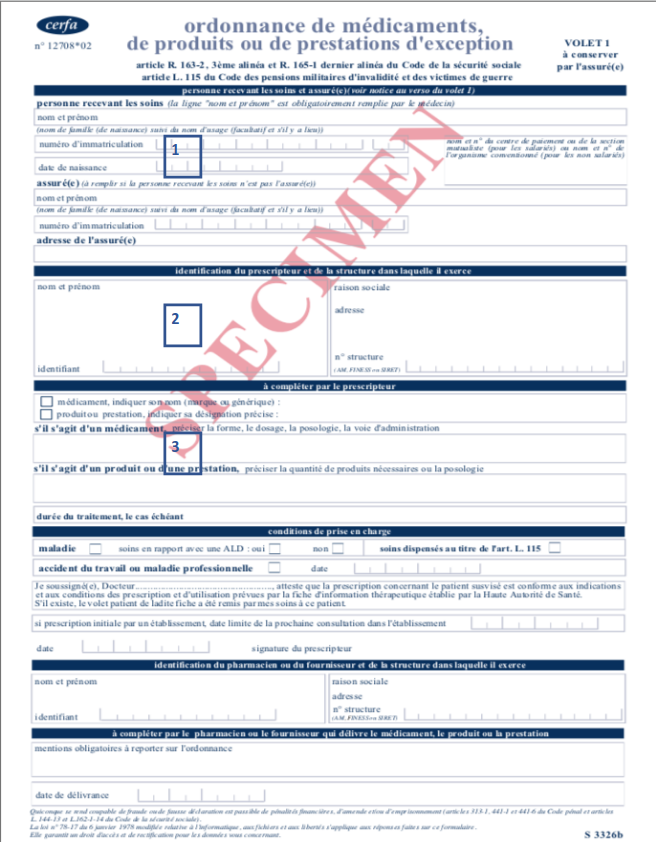 cerfa
n° 12708*02
ordonnance de médicaments,
de produits ou de prestations d'exception
VOLET 1
à conserver
par l'assuré(e)
article R. 163-2, 3ème alinéa et R. 165-1 dernier alinéa du Code de la sécurité sociale
article L. 115 du Code des pensions militaires d'invalidité et des victimes de guerre
personne recevant les soins et assuré(e) (voir notice au verso du volet 1)
personne recevant les soins (la ligne "nom et prénom" est obligatoirement remplie par le médecin)
nom et prénom
(nom de famille (de naissance) suivi du nom d'usage (facultatif et s'il y a lieu))
numéro d'immatriculation
1
nom et n° du centre de paiement ou de la section
mutualiste (pour les salariés) ou nom et n° de
l'organisme conventionné (pour les non salariés)
date de naissance
assuré(e) (à remplir si la personne recevant les soins n'est pas l'assuré(e))
nom et prénom
(nom de famille (de naissance) suivi du nom d'usage (facultatif et s'il y a lieu))
numéro d'immatriculation
adresse de l'assuré(e)
SPECIMEN
identification du prescripteur et de la structure dans laquelle il exerce
nom et prénom
raison sociale
adresse
2
n° structure
identifiant
(AM, FINESS ou SIRET)
à compléter par le prescripteur
médicament, indiquer son nom (marque ou générique) :
produit ou prestation, indiquer sa désignation précise :
s'il s'agit d'un médicament, préciser la forme, le dosage, la posologie, la voie d'administration
3
s'il s'agit d'un produit ou d'une prestation, préciser la quantité de produits nécessaires ou la posologie
durée du traitement, le cas échéant
conditions de prise en charge
maladie soins en rapport avec une ALD : oui non soins dispensés au titre de l'art. L. 115
accident du travail ou maladie professionnelle date
Je soussigné(e), Docteur........................................, atteste que la prescription concernant le patient susvisé est conforme aux indications
et aux conditions des prescription et d'utilisation prévues par la fiche d'information thérapeutique établie par la Haute Autorité de Santé.
S'il existe, le volet patient de ladite fiche a été remis par mes soins à ce patient.
si prescription initiale par un établissement, date limite de la prochaine consultation dans l'établissement
date signature du prescripteur
identification du pharmacien ou du fournisseur et de la structure dans laquelle il exerce
nom et prénom
raison sociale
adresse
n° structure
identifiant
(AM, FINESS ou SIRET)
à compléter par le pharmacien ou le fournisseur qui délivre le médicament, le produit ou la prestation
mentions obligatoires à reporter sur l'ordonnance
date de délivrance
Quiconque se rend coupable de fraude ou de fausse déclaration est passible de pénalités financières, d'amende et/ou d'emprisonnement (articles 313-1, 441-1 et 441-6 du Code pénal et articles
L. 144-13 et L.162-1-14 du Code de la sécurité sociale).
La loi n° 78-17 du 6 janvier 1978 modifiée relative à l'informatique, aux fichiers et aux libertés s'applique aux réponses faites sur ce formulaire.
Elle garantit un droit d'accès et de rectification pour les données vous concernant.
S 3326b